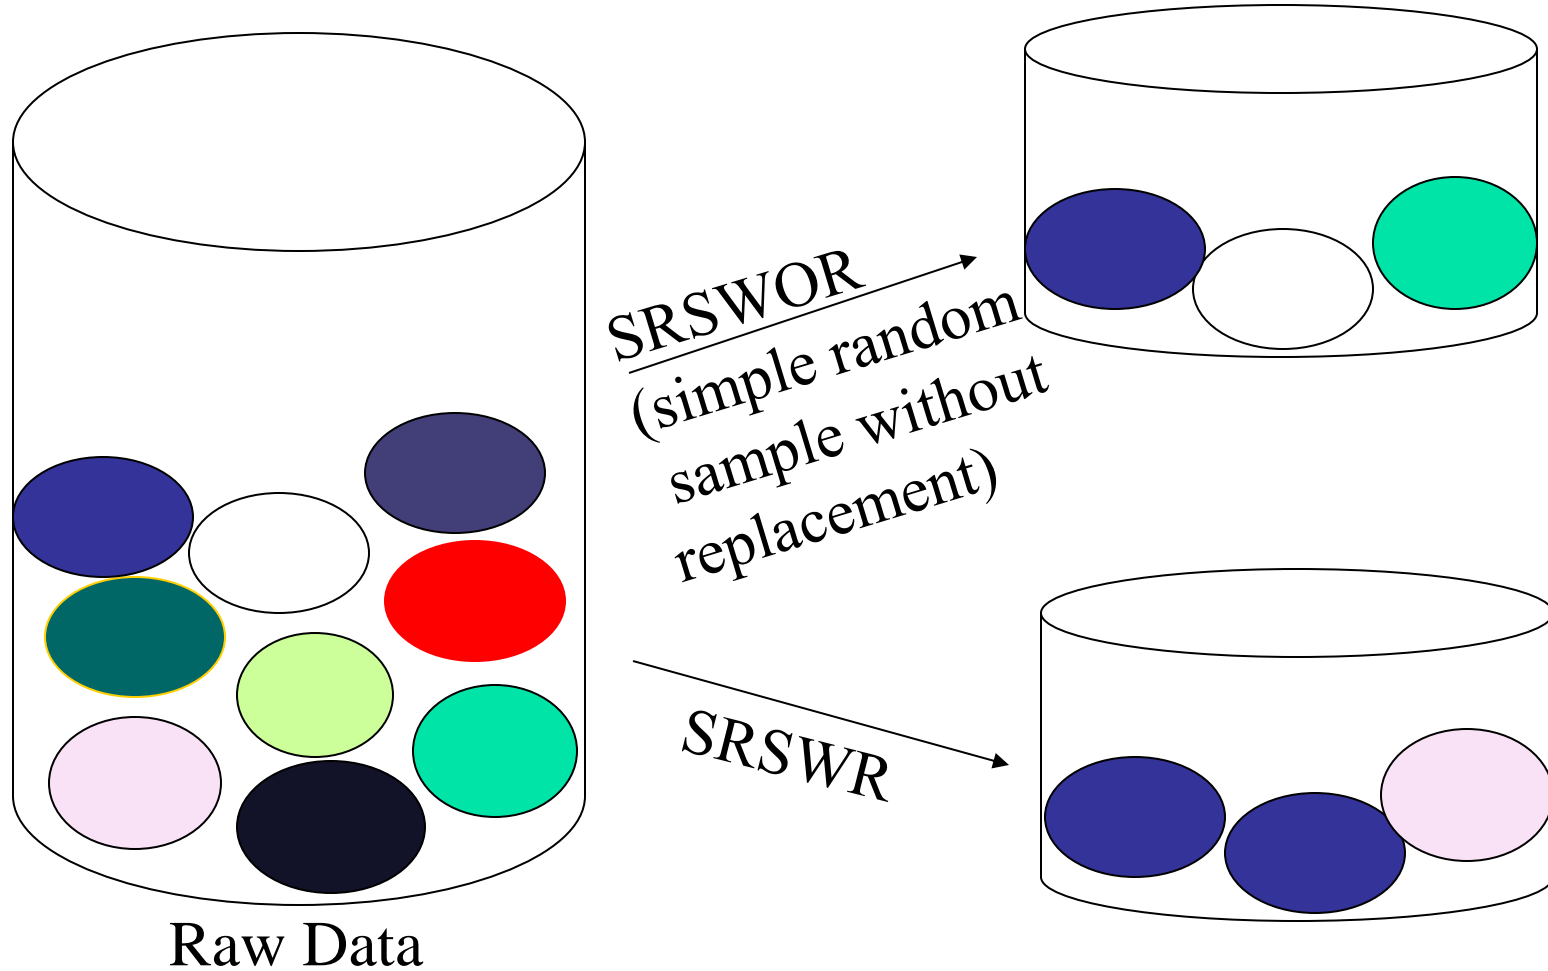 SRSWOR
(simple random
sample without
replacement)
SRSWR
Raw Data